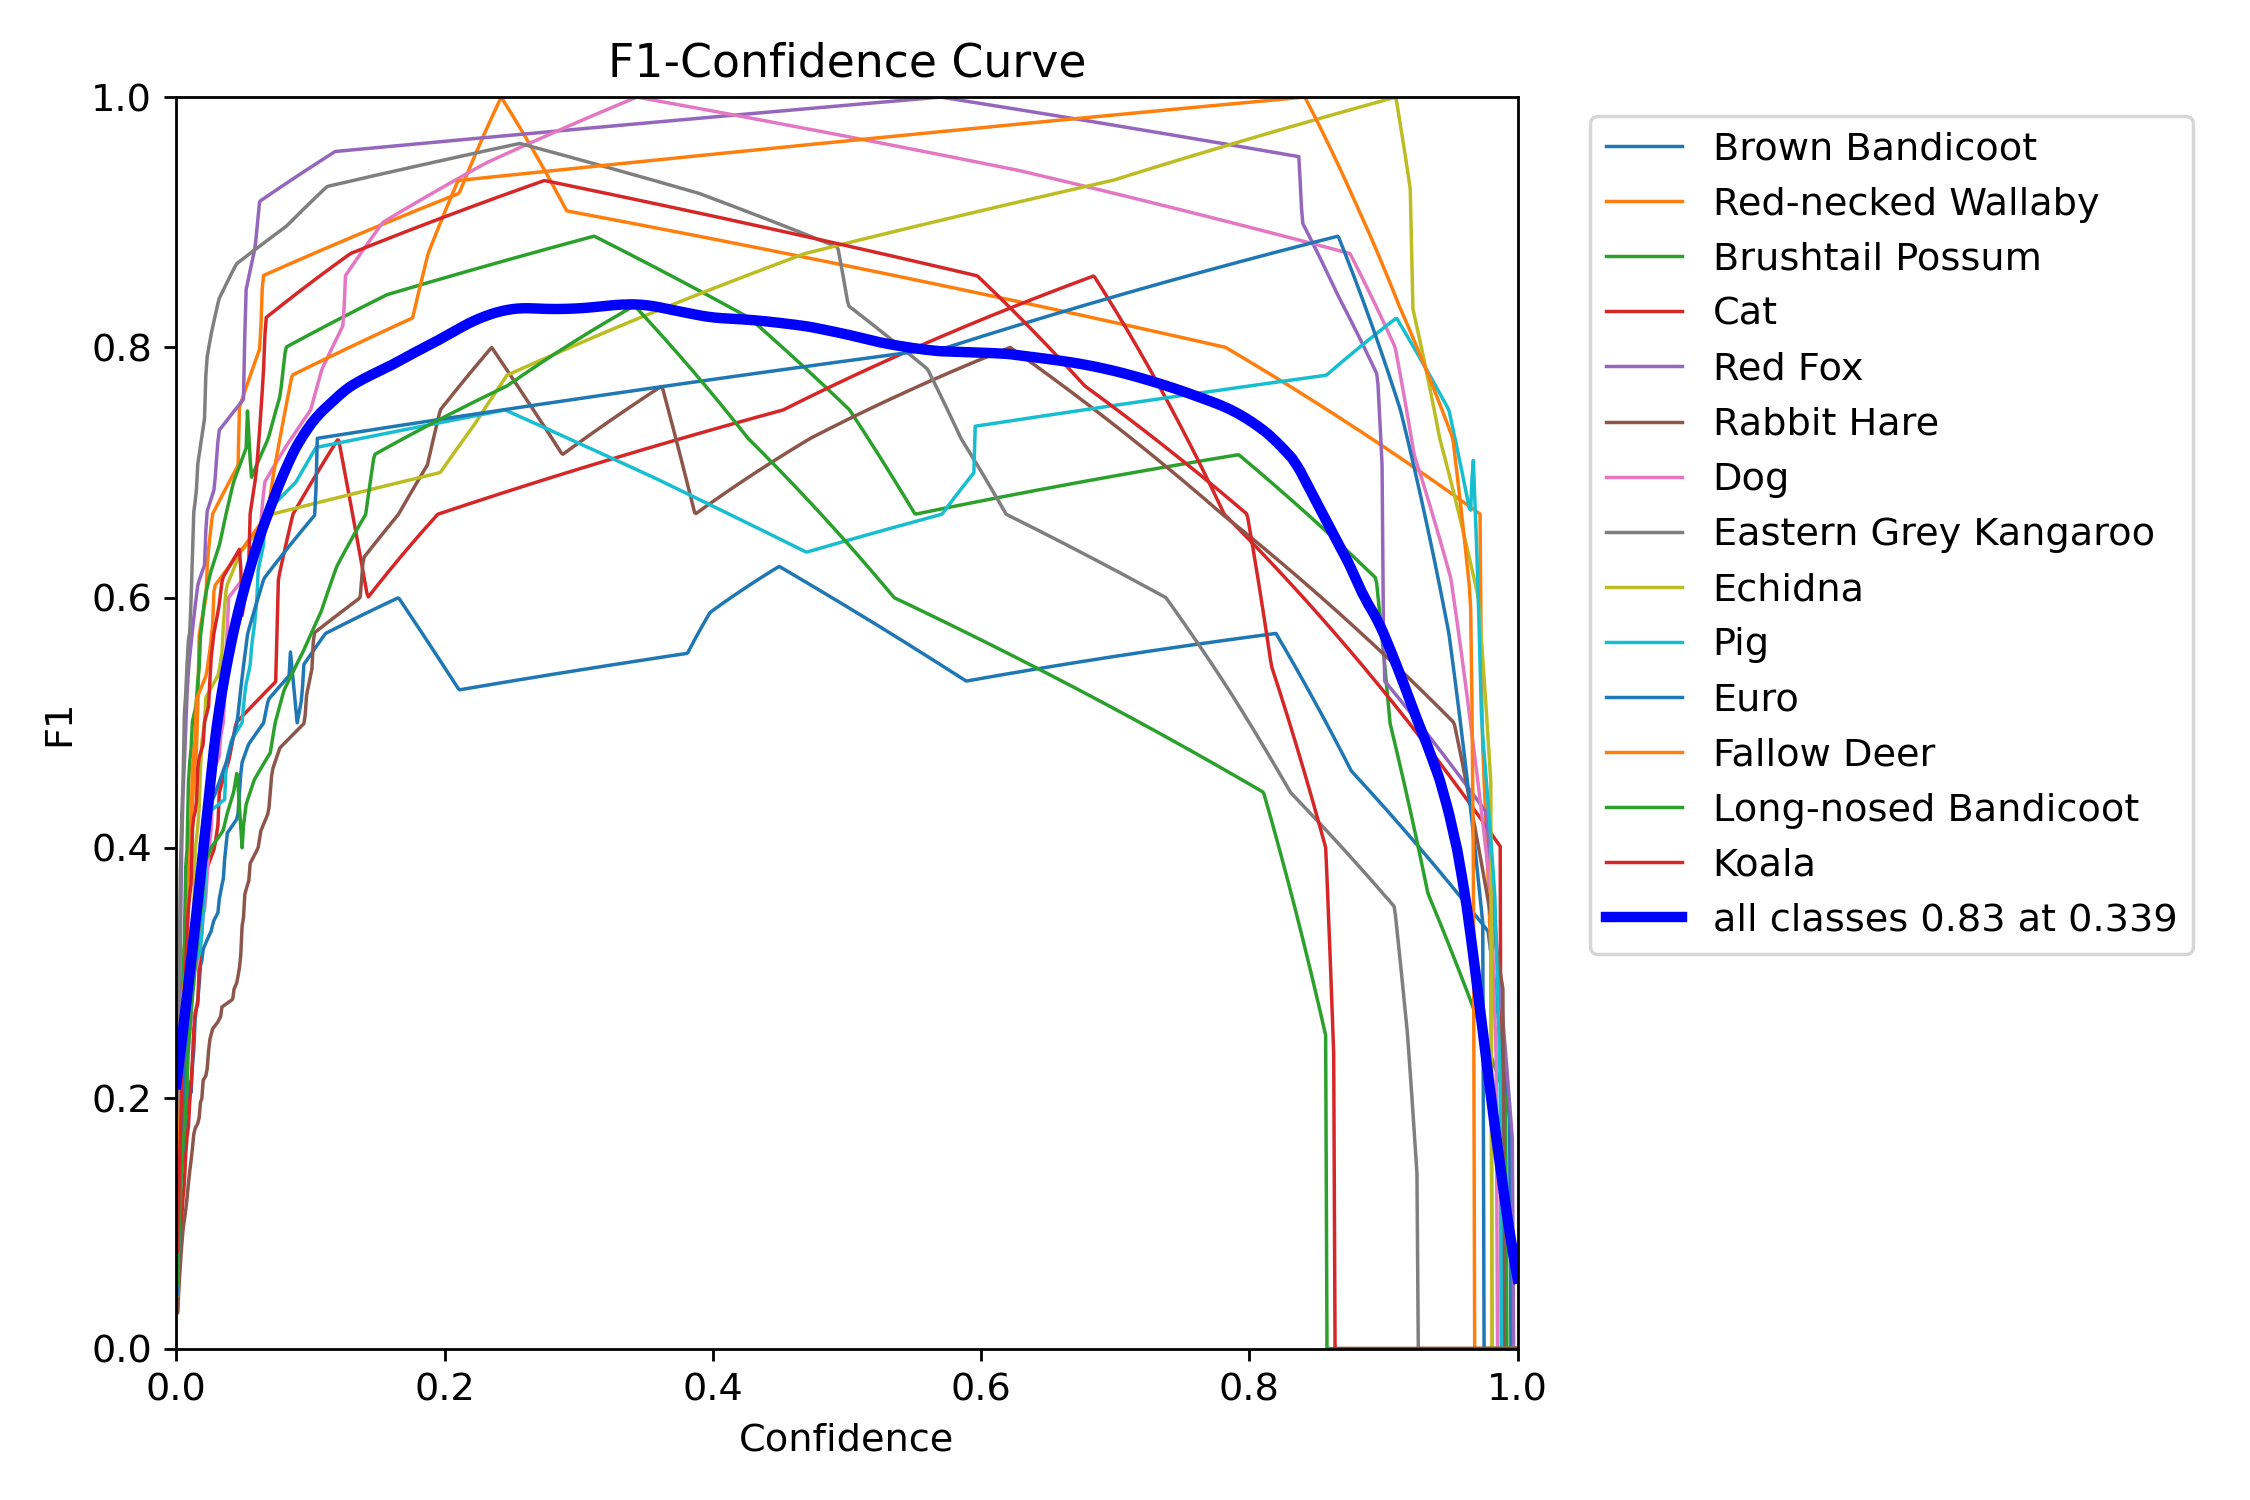 F1-Confidence Curve
1.0
0.8
0.6
0.4
0.2
0.0
F1
0.0 0.2 0.4 0.6 0.8 1.0
Confidence
Brown Bandicoot
Red-necked Wallaby
Brushtail Possum
Cat
Red Fox
Rabbit Hare
Dog
Eastern Grey Kangaroo
Echidna
Pig
Euro
Fallow Deer
Long-nosed Bandicoot
Koala
all classes 0.83 at 0.339